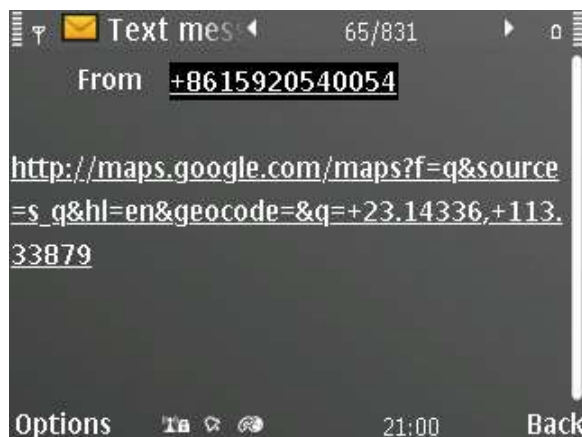 Text mes 65/831
From +8615920540054
http://maps.google.com/maps?f=q&source
=s_q&hl=en&geocode=&q=+23.14336,+113.
33879
Options 21:00 Back